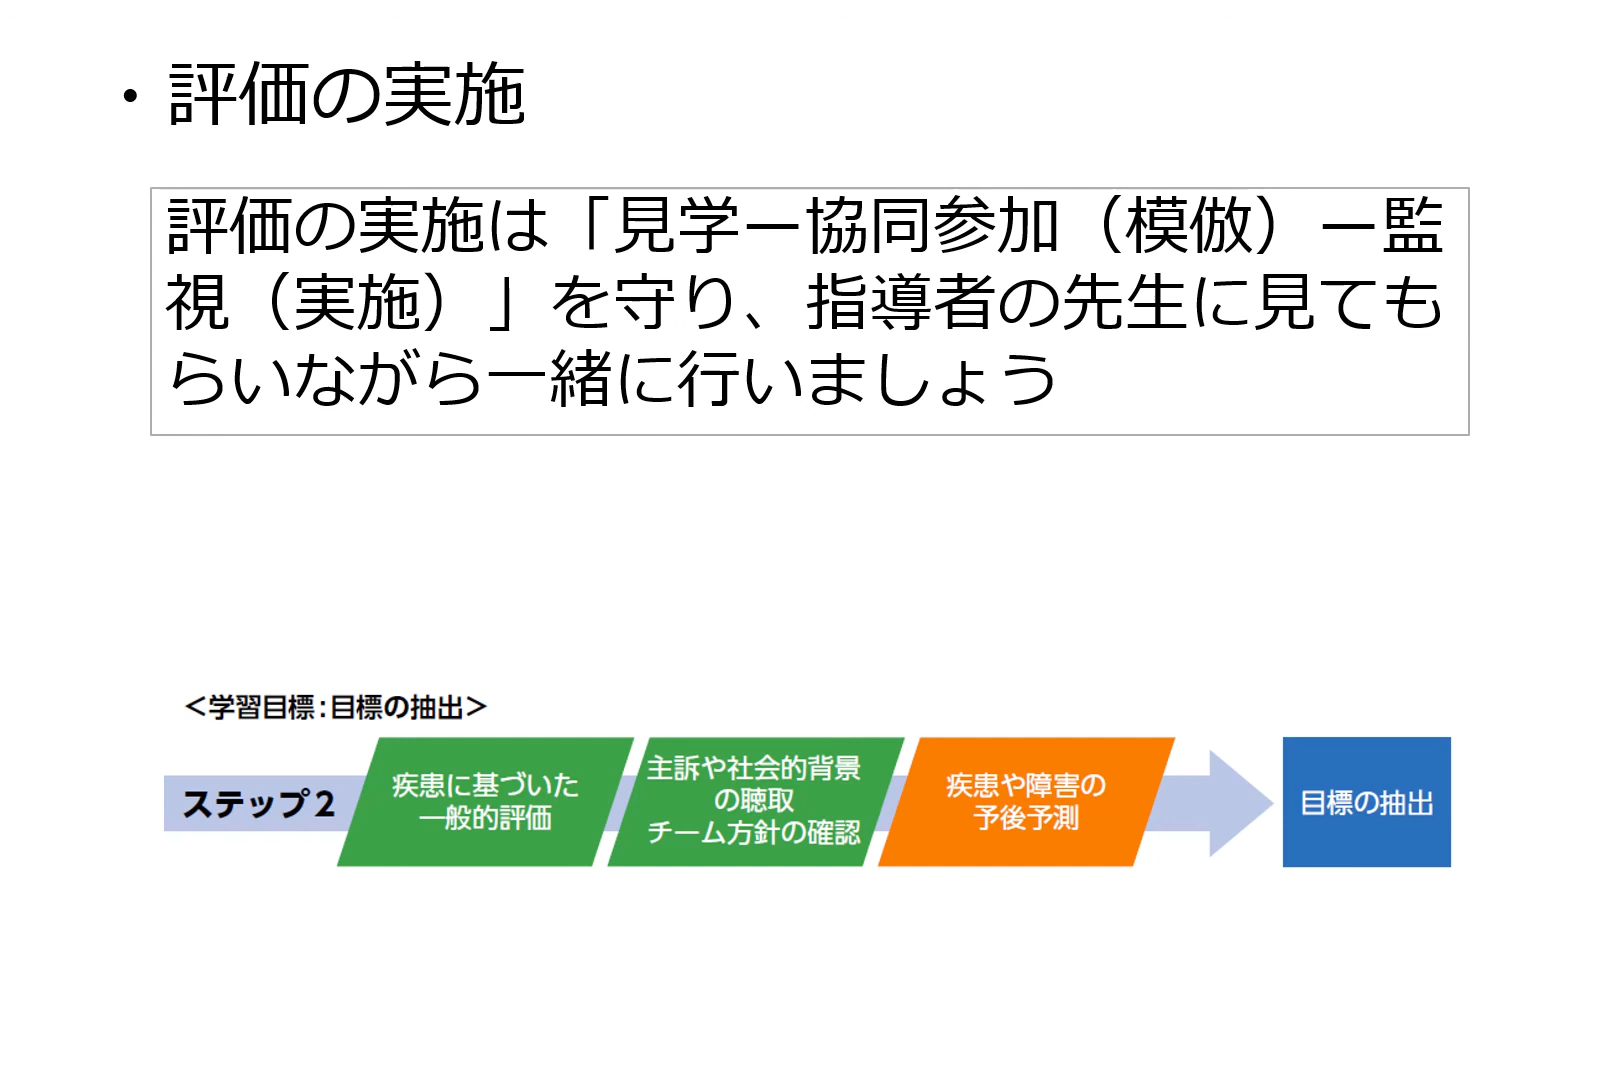 ・評価の実施
評価の実施は「見学ー協同参加（模倣）ー監
視（実施）」を守り、指導者の先生に見ても
らいながら一緒に行いましょう
＜学習目標：目標の抽出＞
ステップ２
疾患に基づいた
一般的評価
主訴や社会的背景
の聴取
チーム方針の確認
疾患や障害の
予後予測
目標の抽出